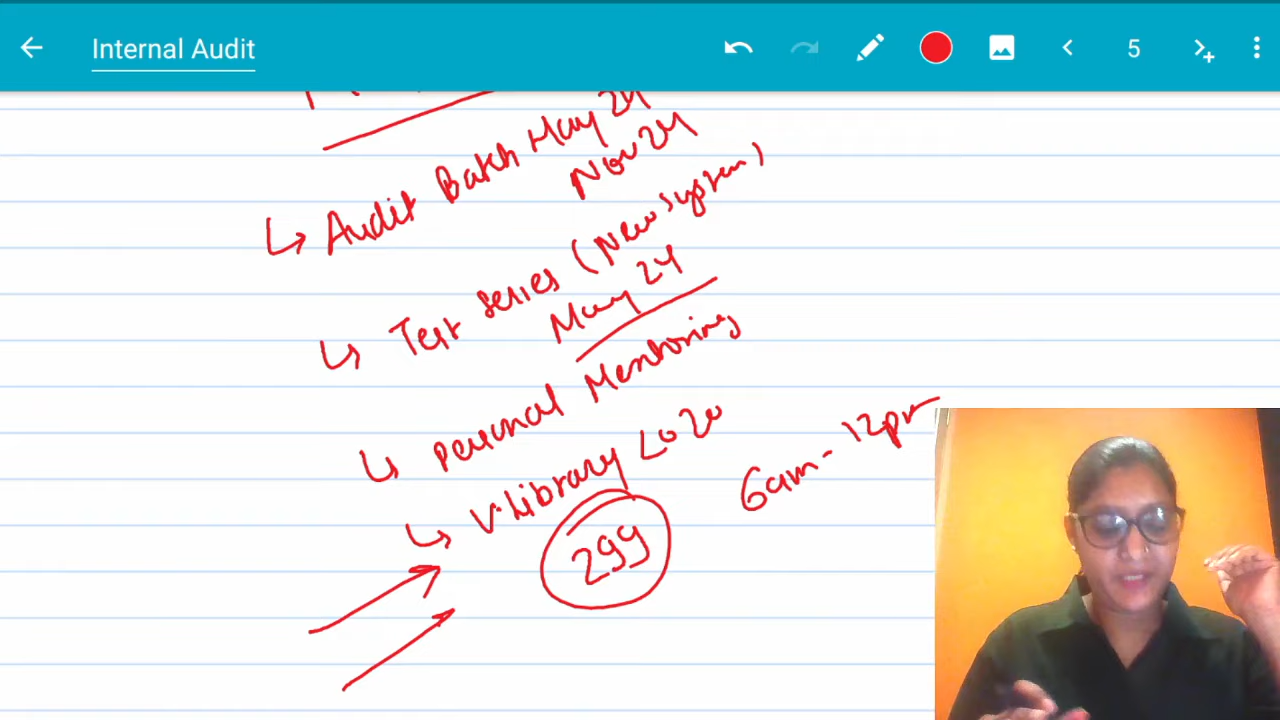 Internal Audit
5
↳ Audit Batch May 24
Nov 24
↳ Test Series (New System)
May 24
↳ Personal Mentoring
↳ V.Library
299
6am - 12pm